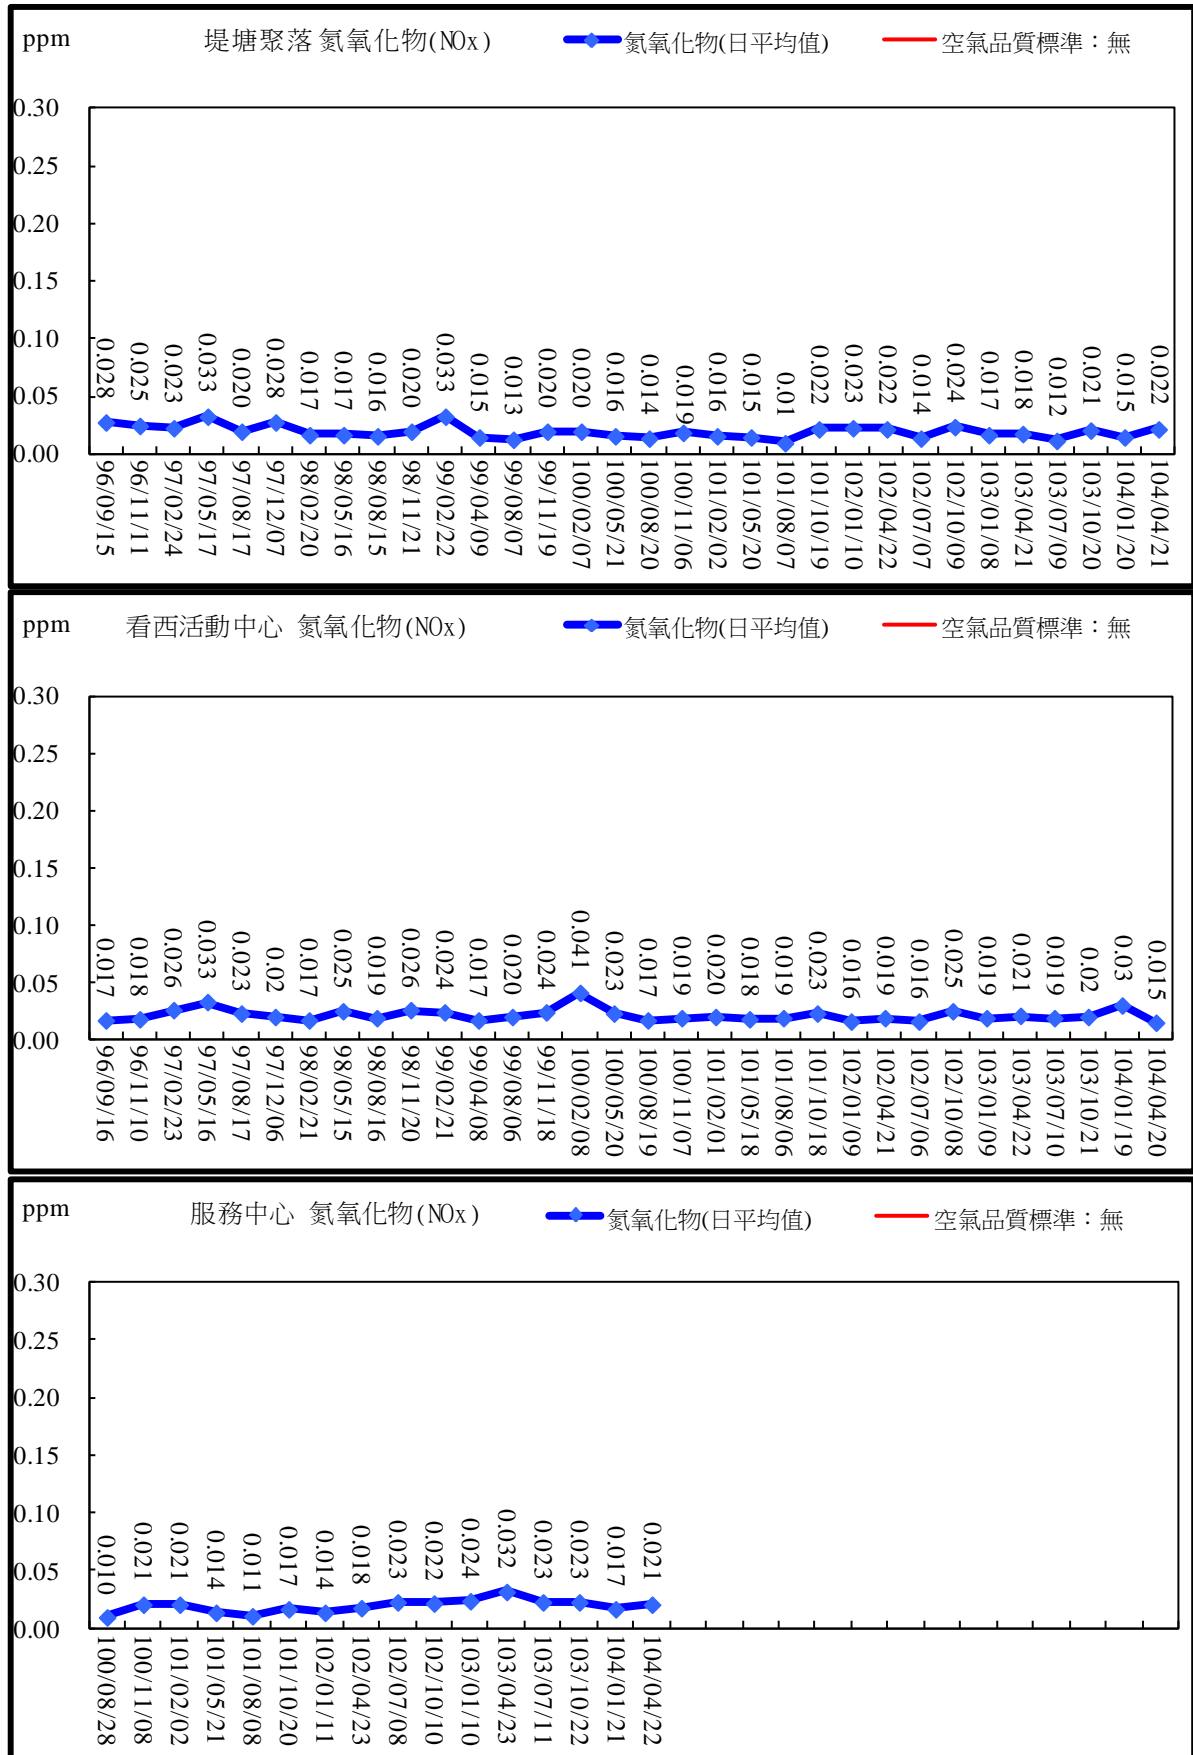 ppm 堤塘聚落 氮氧化物(NOx) 氮氧化物(日平均值) 空氣品質標準：無
0.30
0.25
0.20
0.15
0.10
0.05
0.00
0.028 0.025 0.023 0.033 0.020 0.028 0.017 0.017 0.016 0.020 0.033 0.015 0.013 0.020 0.020 0.016 0.014 0.019 0.016 0.015 0.01 0.022 0.023 0.022 0.014 0.024 0.017 0.018 0.012 0.021 0.015 0.022
96/09/15 96/11/11 97/02/24 97/05/17 97/08/17 97/12/07 98/02/20 98/05/16 98/08/15 98/11/21 99/02/22 99/04/09 99/08/07 99/11/19 100/02/07 100/05/21 100/08/20 100/11/06 101/02/02 101/05/20 101/08/07 101/10/19 102/01/10 102/04/22 102/07/07 102/10/09 103/01/08 103/04/21 103/07/09 103/10/20 104/01/20 104/04/21
ppm 看西活動中心 氮氧化物(NOx) 氮氧化物(日平均值) 空氣品質標準：無
0.30
0.25
0.20
0.15
0.10
0.05
0.00
0.017 0.018 0.026 0.033 0.023 0.02 0.017 0.025 0.019 0.026 0.024 0.017 0.020 0.024 0.041 0.023 0.017 0.019 0.020 0.018 0.019 0.023 0.016 0.019 0.016 0.025 0.019 0.021 0.019 0.02 0.03 0.015
96/09/16 96/11/10 97/02/23 97/05/16 97/08/17 97/12/06 98/02/21 98/05/15 98/08/16 98/11/20 99/02/21 99/04/08 99/08/06 99/11/18 100/02/08 100/05/20 100/08/19 100/11/07 101/02/01 101/05/18 101/08/06 101/10/18 102/01/09 102/04/21 102/07/06 102/10/08 103/01/09 103/04/22 103/07/10 103/10/21 104/01/19 104/04/20
ppm 服務中心 氮氧化物(NOx) 氮氧化物(日平均值) 空氣品質標準：無
0.30
0.25
0.20
0.15
0.10
0.05
0.00
0.010 0.021 0.021 0.014 0.011 0.017 0.014 0.018 0.023 0.022 0.024 0.032 0.023 0.023 0.017 0.021
100/08/28 100/11/08 101/02/02 101/05/21 101/08/08 101/10/20 102/01/11 102/04/23 102/07/08 102/10/10 103/01/10 103/04/23 103/07/11 103/10/22 104/01/21 104/04/22